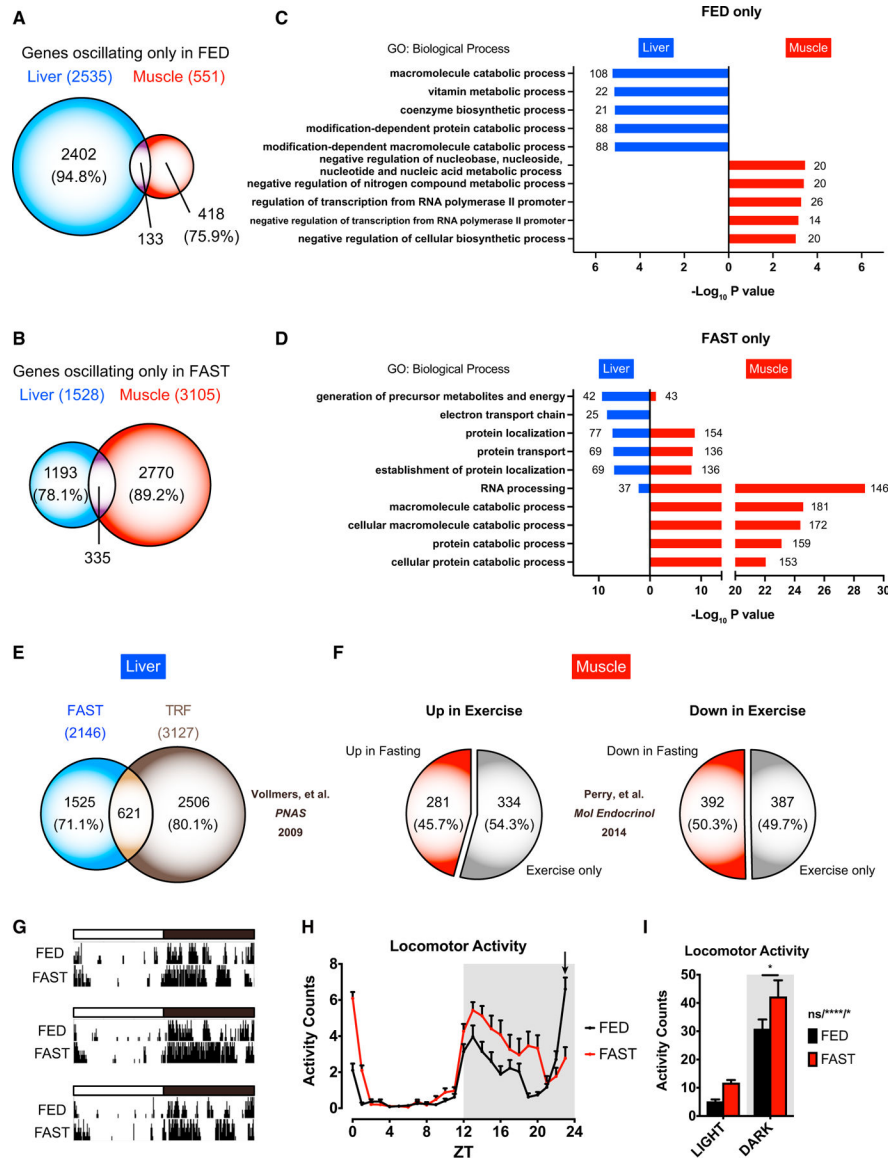 A
Genes oscillating only in FED
Liver (2535) Muscle (551)
2402
(94.8%)
133
418
(75.9%)
C
FED only
GO: Biological Process
Liver
Muscle
macromolecule catabolic process 108
vitamin metabolic process 22
coenzyme biosynthetic process 21
modification-dependent protein catabolic process 88
modification-dependent macromolecule catabolic process 88
negative regulation of nucleobase, nucleoside,
nucleotide and nucleic acid metabolic process 20
negative regulation of nitrogen compound metabolic process 20
regulation of transcription from RNA polymerase II promoter 26
negative regulation of transcription from RNA polymerase II promoter 14
negative regulation of cellular biosynthetic process 20
6 4 2 0 2 4 6
-Log10 P value
B
Genes oscillating only in FAST
Liver (1528) Muscle (3105)
1193
(78.1%)
2770
(89.2%)
335
D
FAST only
GO: Biological Process
Liver
Muscle
generation of precursor metabolites and energy 42 43
electron transport chain 25
protein localization 77 154
protein transport 69 136
establishment of protein localization 69 136
RNA processing 37 146
macromolecule catabolic process 181
cellular macromolecule catabolic process 172
protein catabolic process 159
cellular protein catabolic process 153
10 0 10 20 22 24 26 28 30
-Log10 P value
E
Liver
FAST
(2146)
TRF
(3127)
1525
(71.1%)
621
2506
(80.1%)
Vollmers, et al.
PNAS
2009
F
Muscle
Up in Exercise
Up in Fasting
281
(45.7%)
334
(54.3%)
Exercise only
Perry, et al.
Mol Endocrinol
2014
Down in Exercise
Down in Fasting
392
(50.3%)
387
(49.7%)
Exercise only
G
FED
FAST
FED
FAST
FED
FAST
H
Locomotor Activity
Activity Counts
8
6
4
2
0
0 4 8 12 16 20 24
ZT
FED
FAST
I
Locomotor Activity
Activity Counts
50
40
30
20
10
0
*
LIGHT
DARK
ns/****/*
FED
FAST